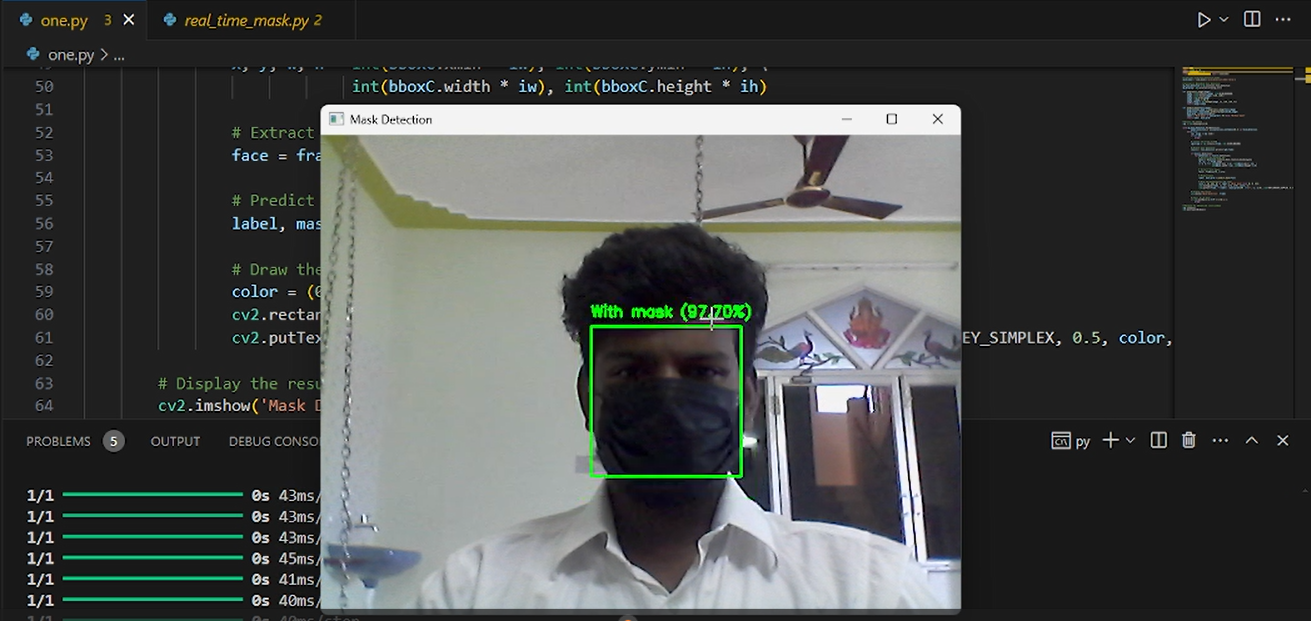 one.py 3
real_time_mask.py 2
one.py > ...
50 int(bboxC.width * iw), int(bboxC.height * ih)
51
52 # Extract
53 face = fra
54
55 # Predict
56 label, mas
57
58 # Draw the
59 color = (0
60 cv2.rectan
61 cv2.putTex EY_SIMPLEX, 0.5, color,
62
63 # Display the resu
64 cv2.imshow('Mask D
Mask Detection
With mask (97.70%)
PROBLEMS 5 OUTPUT DEBUG CONSO
py
1/1 0s 43ms/
1/1 0s 43ms/
1/1 0s 43ms/
1/1 0s 45ms/
1/1 0s 41ms/
1/1 0s 40ms/